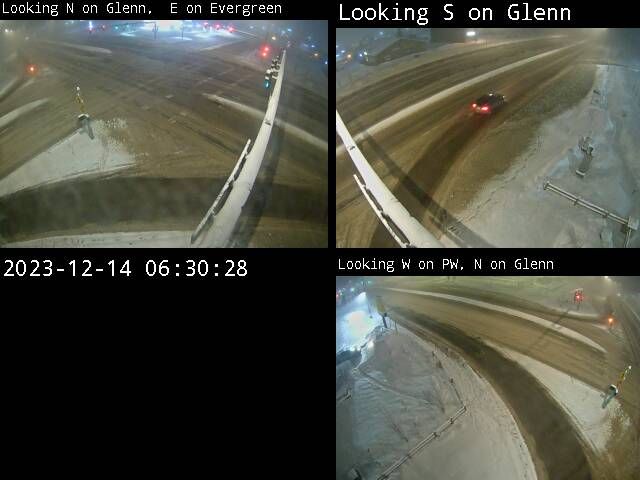 Looking N on Glenn,  E on Evergreen
Looking S on Glenn
2023-12-14 06:30:28
Looking W on PW, N on Glenn